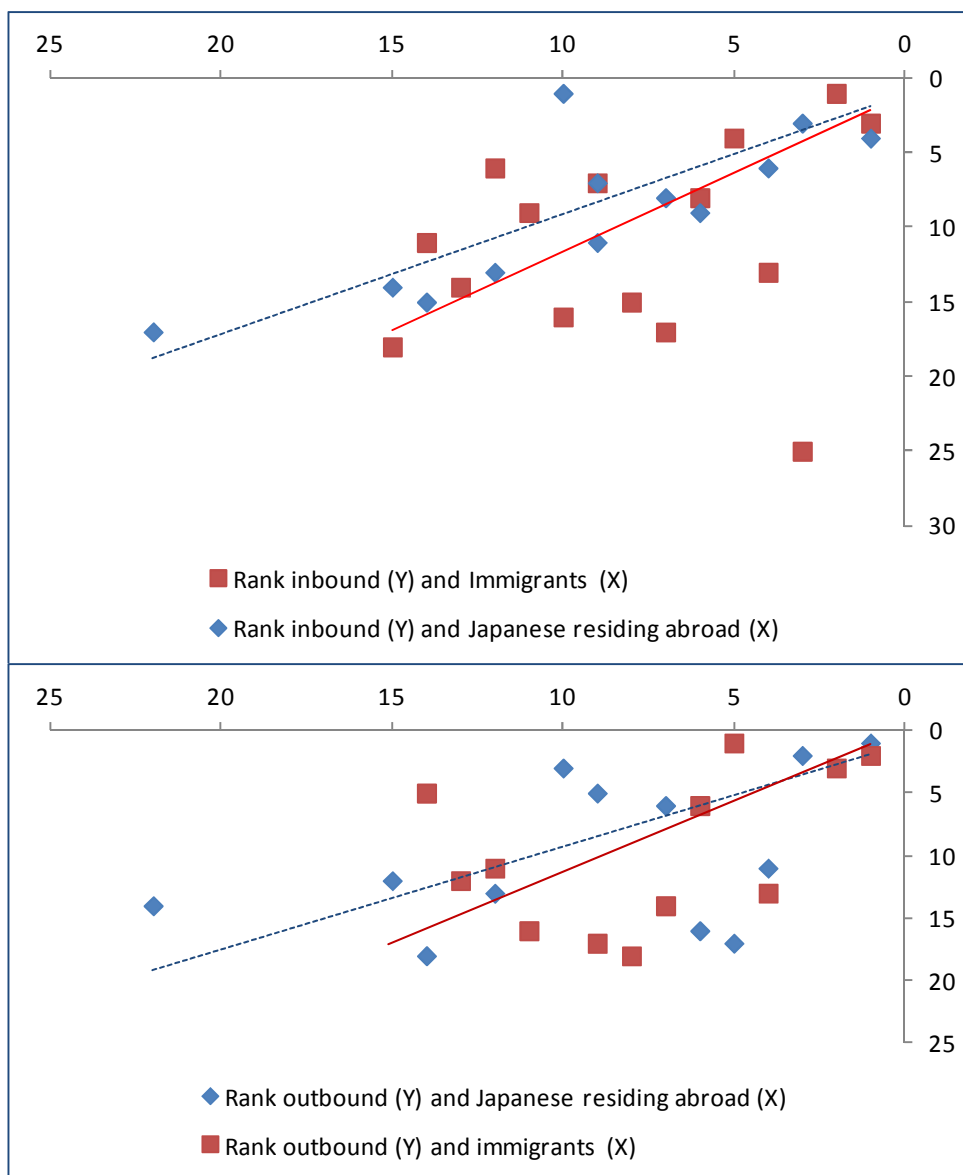 25 20 15 10 5 0
0
5
10
15
20
25
30
Rank inbound (Y) and Immigrants (X)
Rank inbound (Y) and Japanese residing abroad (X)
25 20 15 10 5 0
0
5
10
15
20
25
Rank outbound (Y) and Japanese residing abroad (X)
Rank outbound (Y) and immigrants (X)